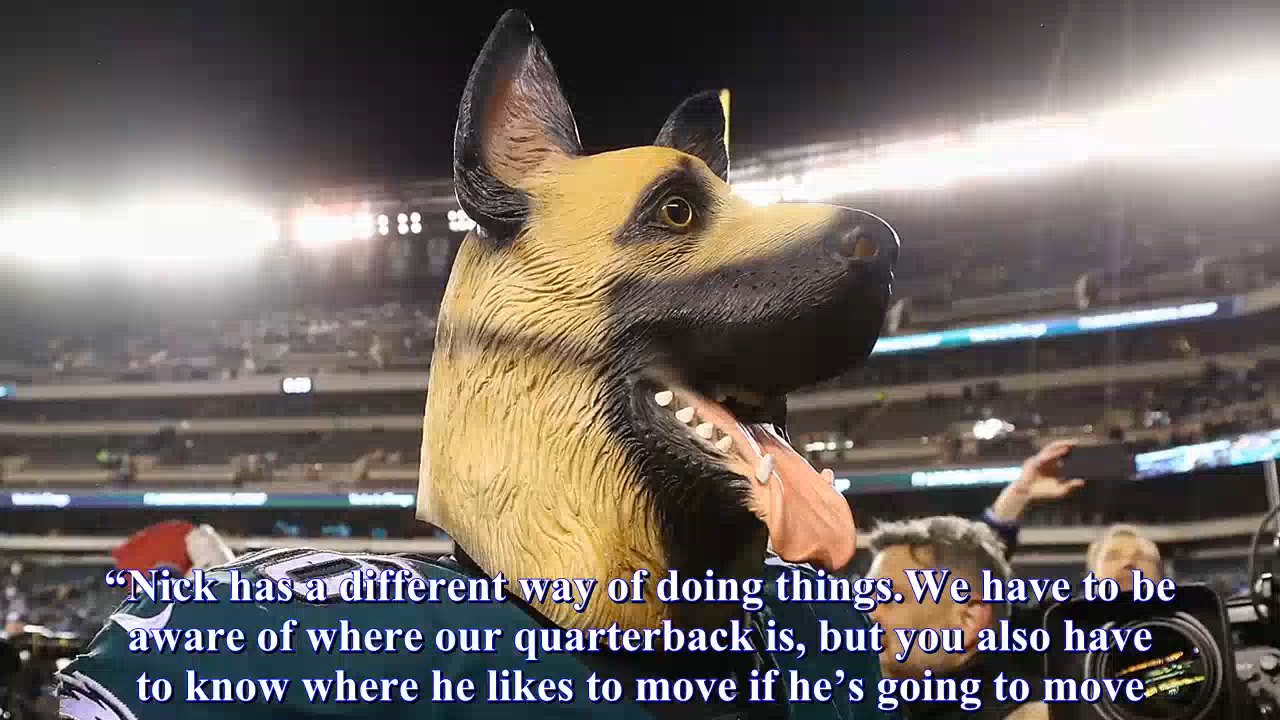 “Nick has a different way of doing things.We have to be
aware of where our quarterback is, but you also have
to know where he likes to move if he’s going to move